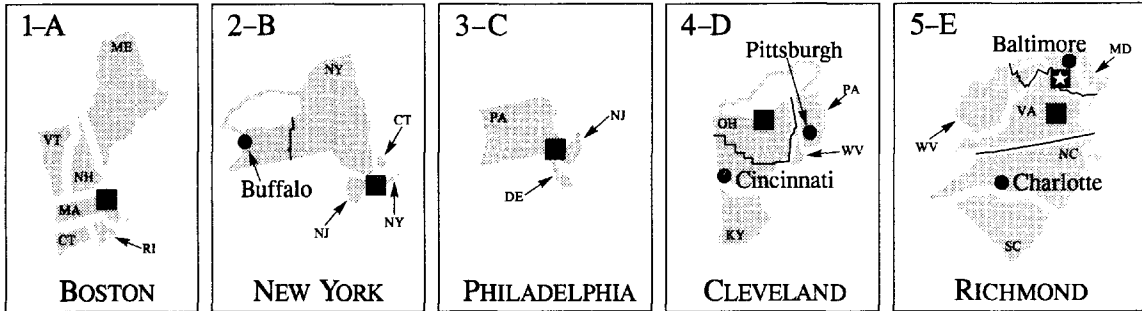 1–A
ME
VT
NH
MA
CT
RI
BOSTON
2–B
NY
CT
Buffalo
NJ
NY
NEW YORK
3–C
PA
NJ
DE
PHILADELPHIA
4–D
Pittsburgh
PA
OH
WV
Cincinnati
KY
CLEVELAND
5–E
Baltimore
MD
VA
WV
NC
Charlotte
SC
RICHMOND